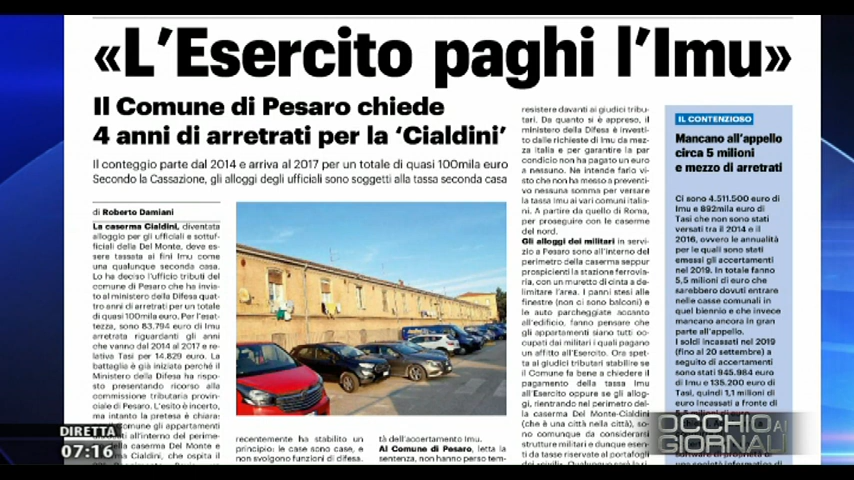 «L'Esercito paghi l'Imu»
Il Comune di Pesaro chiede
4 anni di arretrati per la 'Cialdini'
Il conteggio parte dal 2014 e arriva al 2017 per un totale di quasi 100mila euro
Secondo la Cassazione, gli alloggi degli ufficiali sono soggetti alla tassa seconda casa
di Roberto Damiani
La caserma Cialdini, diventata
alloggio per gli ufficiali e sottuf-
ficiali della Del Monte, deve es-
sere tassata ai fini Imu come
una qualunque seconda casa.
Lo ha deciso l'ufficio tributi del
comune di Pesaro che ha in-
viato al ministero della Difesa quat-
tro anni di arretrati per un totale
di quasi 100mila euro. Per l'esat-
tezza, sono 83.794 euro di Imu
arretrata riguardanti gli anni
che vanno dal 2014 al 2017 e re-
lativa Tasi per 14.829 euro. La
battaglia è già iniziata perché il
Ministero della Difesa ha ri-
sposto presentando ricorso alla
commissione tributaria provin-
ciale di Pesaro. L'esito è incerto,
ma intanto la pretesa è chiara:
comune gli appartamenti
all'interno del perime-
della caserma Del Monte
Cialdini, che ospita il
recentemente ha stabilito un
principio: le case sono case, e
non svolgono funzioni di difesa.
tà dell'accertamento Imu.
Al Comune di Pesaro, letta la
sentenza, non hanno perso tem-
resistere davanti ai giudici tribu-
tari. Da quanto si è appreso, il
ministero della Difesa è investi-
to dalle richieste di Imu da mez-
za Italia e per garantire la par
condicio non ha pagato un euro
a nessuno. Ne intende farlo vi-
sto che non ha messo a preventi-
vo nessuna somma per versare
la tassa Imu ai vari comuni italia-
ni. A partire da quello di Roma,
per proseguire con le caserme
del nord.
Gli alloggi dei militari in servi-
zio a Pesaro sono all'interno del
perimetro della caserma seppur
prospicienti la stazione ferrovia-
ria, con un muretto di cinta a de-
limitare l'area. I panni stesi alle
finestre (non ci sono balconi) e
le auto parcheggiate accanto
all'edificio, fanno pensare che
gli appartamenti siano tutti oc-
cupati dai militari i quali pagano
un affitto all'Esercito. Ora spet-
ta ai giudici tributari stabilire se
il Comune fa bene a chiedere il
pagamento della tassa Imu
all'Esercito oppure se gli allog-
gi, rientrando nel perimetro del-
la caserma Del Monte-Cialdini
(che è una città nella città), so-
no comunque da considerarsi
strutture militari e dunque esen-
ti da tasse riservate ai portafogli
IL CONTENZIOSO
Mancano all'appello
circa 5 milioni
e mezzo di arretrati
Ci sono 4.511.500 euro di
Imu e 892mila euro di
Tasi che non sono stati
versati tra il 2014 e il
2016, ovvero le annualità
per le quali sono stati
emessi gli accertamenti
nel 2019. In totale fanno
5,5 milioni di euro che
sarebbero dovuti entrare
nelle casse comunali in
quel biennio e che invece
mancano ancora in gran
parte all'appello.
I soldi incassati nel 2019
(fino al 20 settembre) a
seguito di accertamenti
sono stati 945.984 euro
di Imu e 135.200 euro di
Tasi, quindi 1,1 milioni di
euro incassati a fronte di
DIRETTA
07:16
OCCHIO AI
GIORNALI